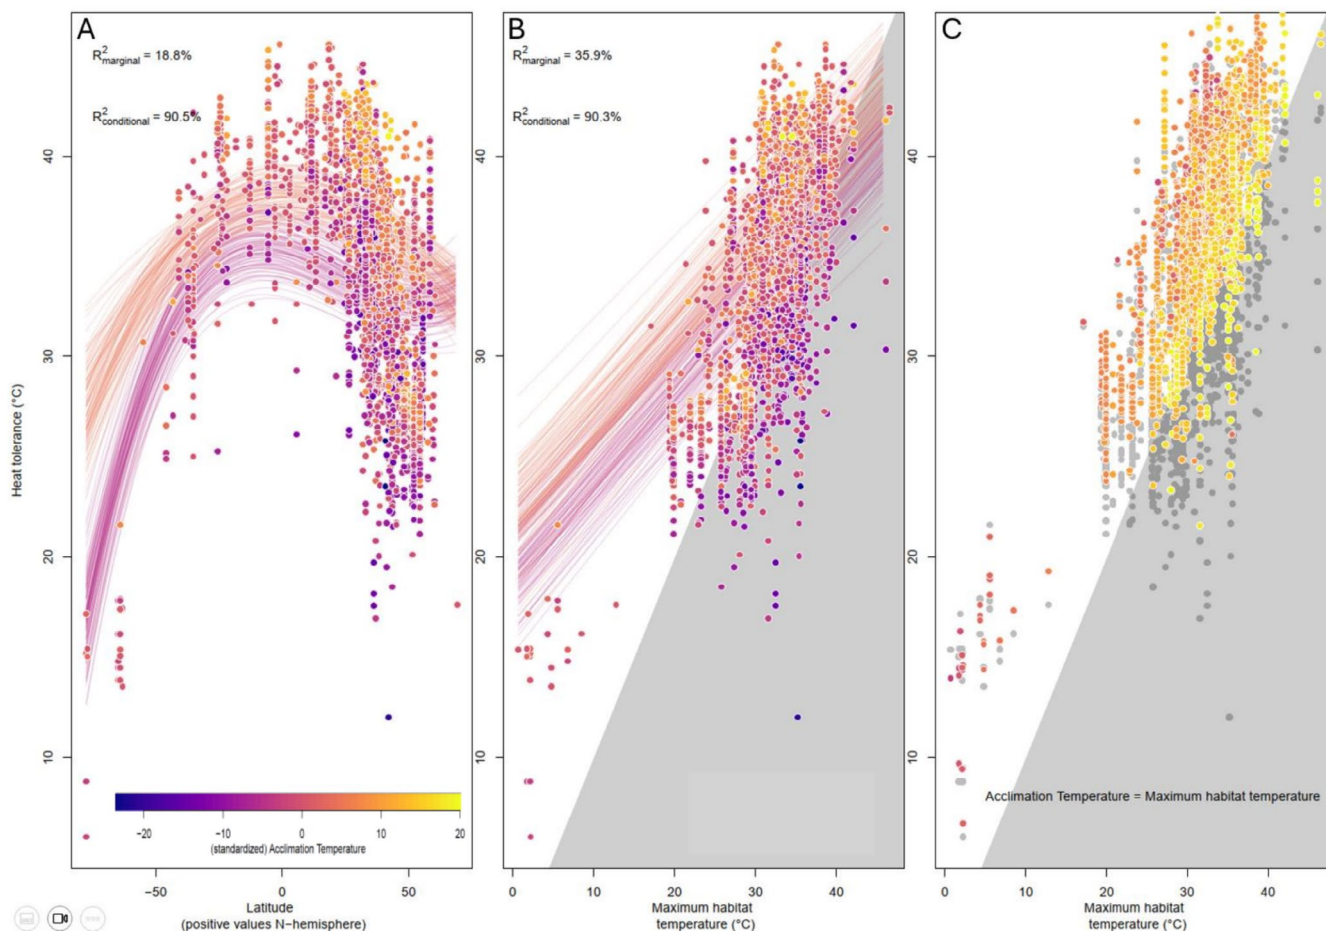 A
R²marginal = 18.8%
R²conditional = 90.5%
Heat tolerance (°C)
40
30
20
10
−20 −10 0 10 20
(standardized) Acclimation Temperature
−50 0 50
Latitude
(positive values N−hemisphere)
B
R²marginal = 35.9%
R²conditional = 90.3%
40
30
20
10
0 10 20 30 40
Maximum habitat
temperature (°C)
C
40
30
20
10
Acclimation Temperature = Maximum habitat temperature
0 10 20 30 40
Maximum habitat
temperature (°C)